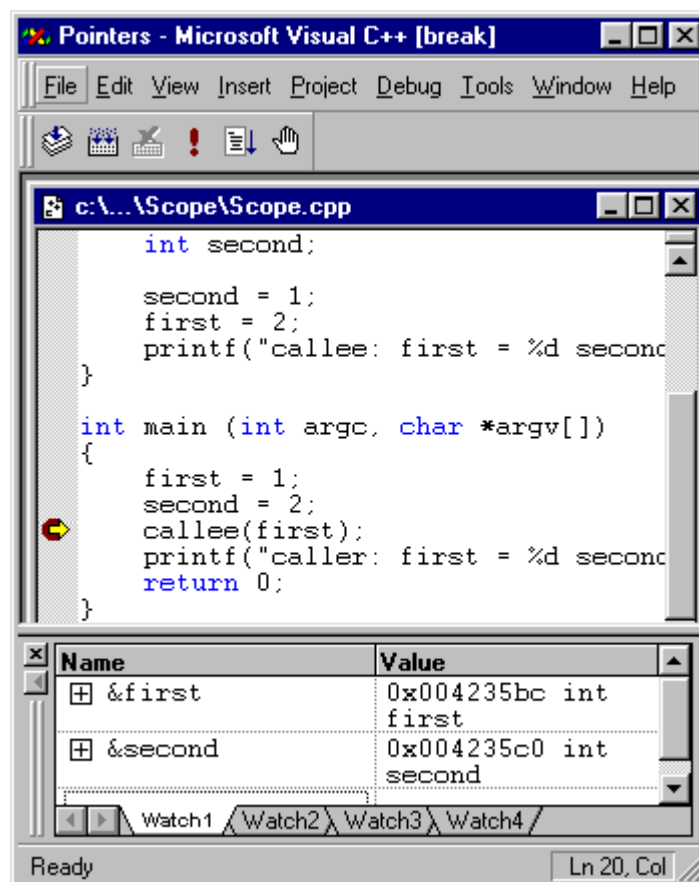 Pointers - Microsoft Visual C++ [break]
File Edit View Insert Project Debug Tools Window Help
c:\...\Scope\Scope.cpp
int second;
second = 1;
first = 2;
printf("callee: first = %d second
}
int main (int argc, char *argv[])
{
first = 1;
second = 2;
callee(first);
printf("caller: first = %d second
return 0;
}
Name Value
&first 0x004235bc int
first
&second 0x004235c0 int
second
Watch1 Watch2 Watch3 Watch4
Ready Ln 20, Col